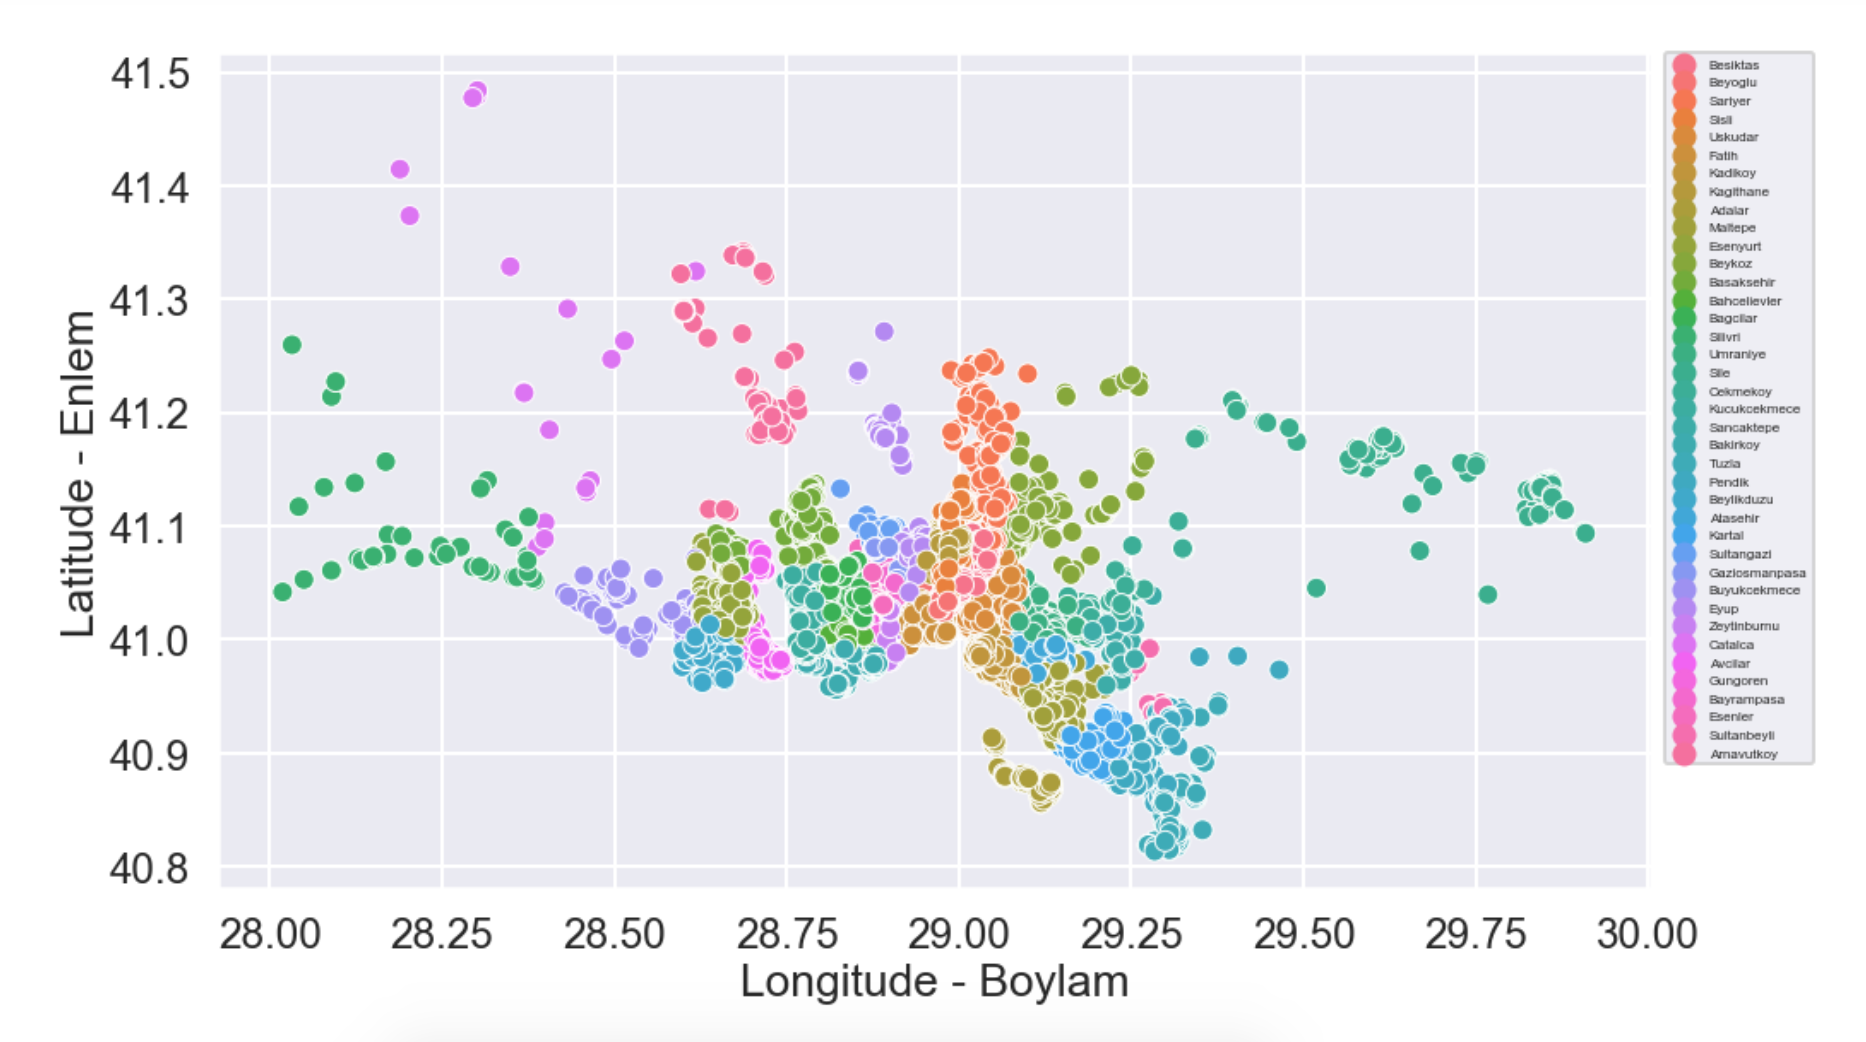 41.5
41.4
41.3
41.2
41.1
41.0
40.9
40.8
Latitude - Enlem
28.00 28.25 28.50 28.75 29.00 29.25 29.50 29.75 30.00
Longitude - Boylam
Besiktas
Beyoglu
Sariyer
Sisli
Uskudar
Fatih
Kadikoy
Kagithane
Adalar
Maltepe
Esenyurt
Beykoz
Basaksehir
Bahcelievler
Bagcilar
Silivri
Umraniye
Sile
Cekmekoy
Kucukcekmece
Sancaktepe
Bakirkoy
Tuzla
Pendik
Beylikduzu
Atasehir
Kartal
Sultangazi
Gaziosmanpasa
Buyukcekmece
Eyup
Zeytinburnu
Catalca
Avcilar
Gungoren
Bayrampasa
Esenler
Sultanbeyli
Arnavutkoy